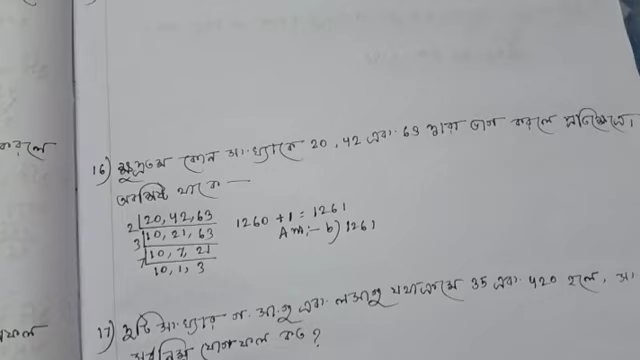 করলে
16) ক্ষুদ্রতম কোন সংখ্যাকে 20, 42 এবং 63 দ্বারা ভাগ করলে প্রতিক্ষেত্রে
অবশিষ্ট থাকে —
2 20, 42, 63 1260 + 1 = 1261
3 10, 21, 63 Ans:- b) 1261
7 10, 7, 21
10, 1, 3
17) দুটি সংখ্যার গ.সা.গু এবং ল.সা.গু যথাক্রমে 35 এবং 420 হলে, সং
যোগফল কত?